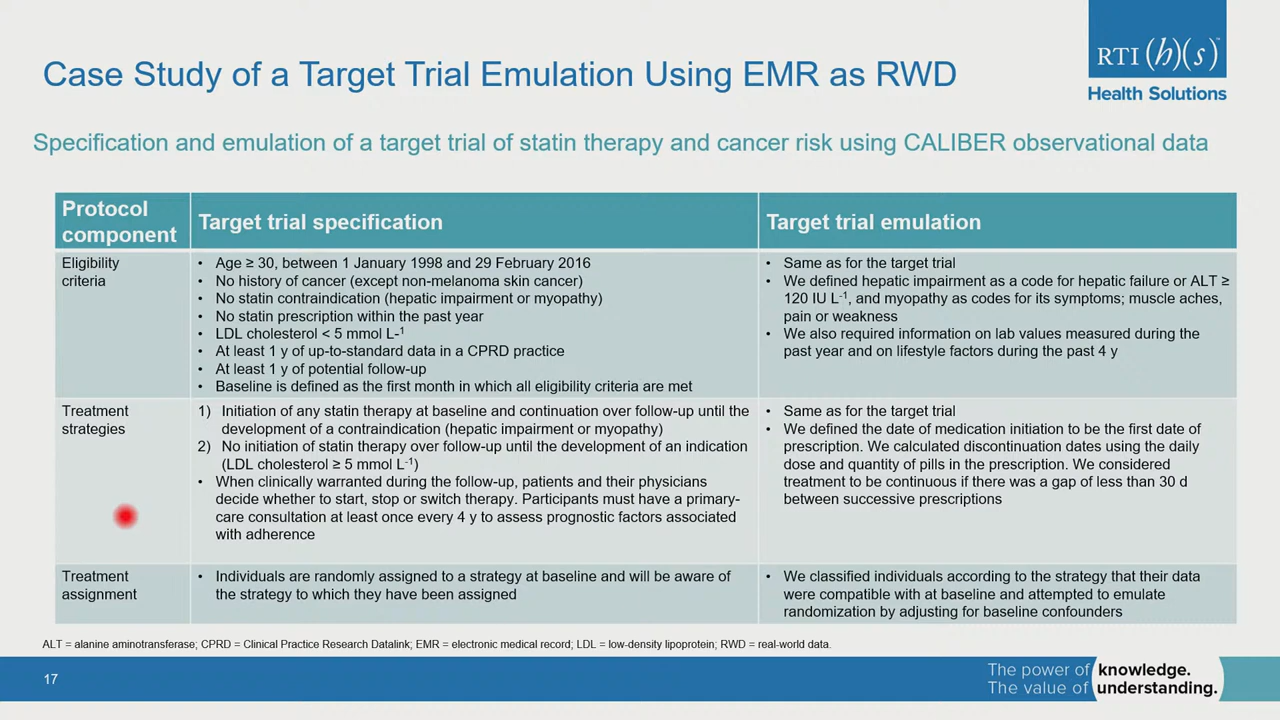 RTI (h)(s)™
Health Solutions
Case Study of a Target Trial Emulation Using EMR as RWD
Specification and emulation of a target trial of statin therapy and cancer risk using CALIBER observational data
Protocol
component
Target trial specification
Target trial emulation
Eligibility
criteria
• Age ≥ 30, between 1 January 1998 and 29 February 2016
• No history of cancer (except non-melanoma skin cancer)
• No statin contraindication (hepatic impairment or myopathy)
• No statin prescription within the past year
• LDL cholesterol < 5 mmol L-¹
• At least 1 y of up-to-standard data in a CPRD practice
• At least 1 y of potential follow-up
• Baseline is defined as the first month in which all eligibility criteria are met
• Same as for the target trial
• We defined hepatic impairment as a code for hepatic failure or ALT ≥
120 IU L⁻¹, and myopathy as codes for its symptoms; muscle aches,
pain or weakness
• We also required information on lab values measured during the
past year and on lifestyle factors during the past 4 y
Treatment
strategies
1) Initiation of any statin therapy at baseline and continuation over follow-up until the
development of a contraindication (hepatic impairment or myopathy)
2) No initiation of statin therapy over follow-up until the development of an indication
(LDL cholesterol ≥ 5 mmol L⁻¹)
• When clinically warranted during the follow-up, patients and their physicians
decide whether to start, stop or switch therapy. Participants must have a primary-
care consultation at least once every 4 y to assess prognostic factors associated
with adherence
• Same as for the target trial
• We defined the date of medication initiation to be the first date of
prescription. We calculated discontinuation dates using the daily
dose and quantity of pills in the prescription. We considered
treatment to be continuous if there was a gap of less than 30 d
between successive prescriptions
Treatment
assignment
• Individuals are randomly assigned to a strategy at baseline and will be aware of
the strategy to which they have been assigned
• We classified individuals according to the strategy that their data
were compatible with at baseline and attempted to emulate
randomization by adjusting for baseline confounders
ALT = alanine aminotransferase; CPRD = Clinical Practice Research Datalink; EMR = electronic medical record; LDL = low-density lipoprotein; RWD = real-world data.
17
The power of knowledge.
The value of understanding.